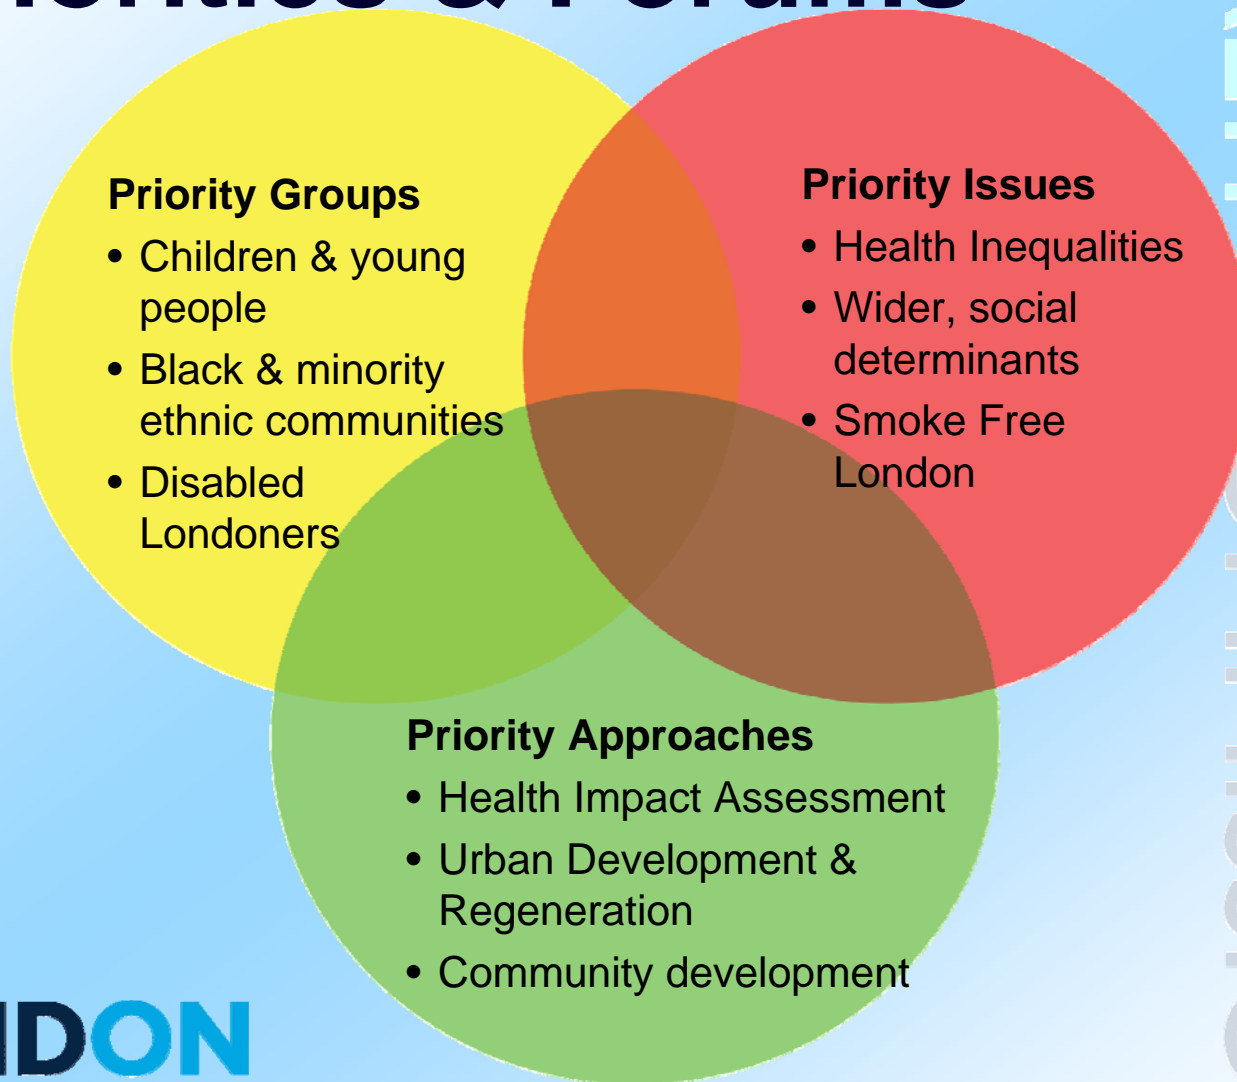 & Forums
Priority Groups
• Children & young
people
• Black & minority
ethnic communities
• Disabled
Londoners
Priority Issues
• Health Inequalities
• Wider, social
determinants
• Smoke Free
London
Priority Approaches
• Health Impact Assessment
• Urban Development &
Regeneration
• Community development